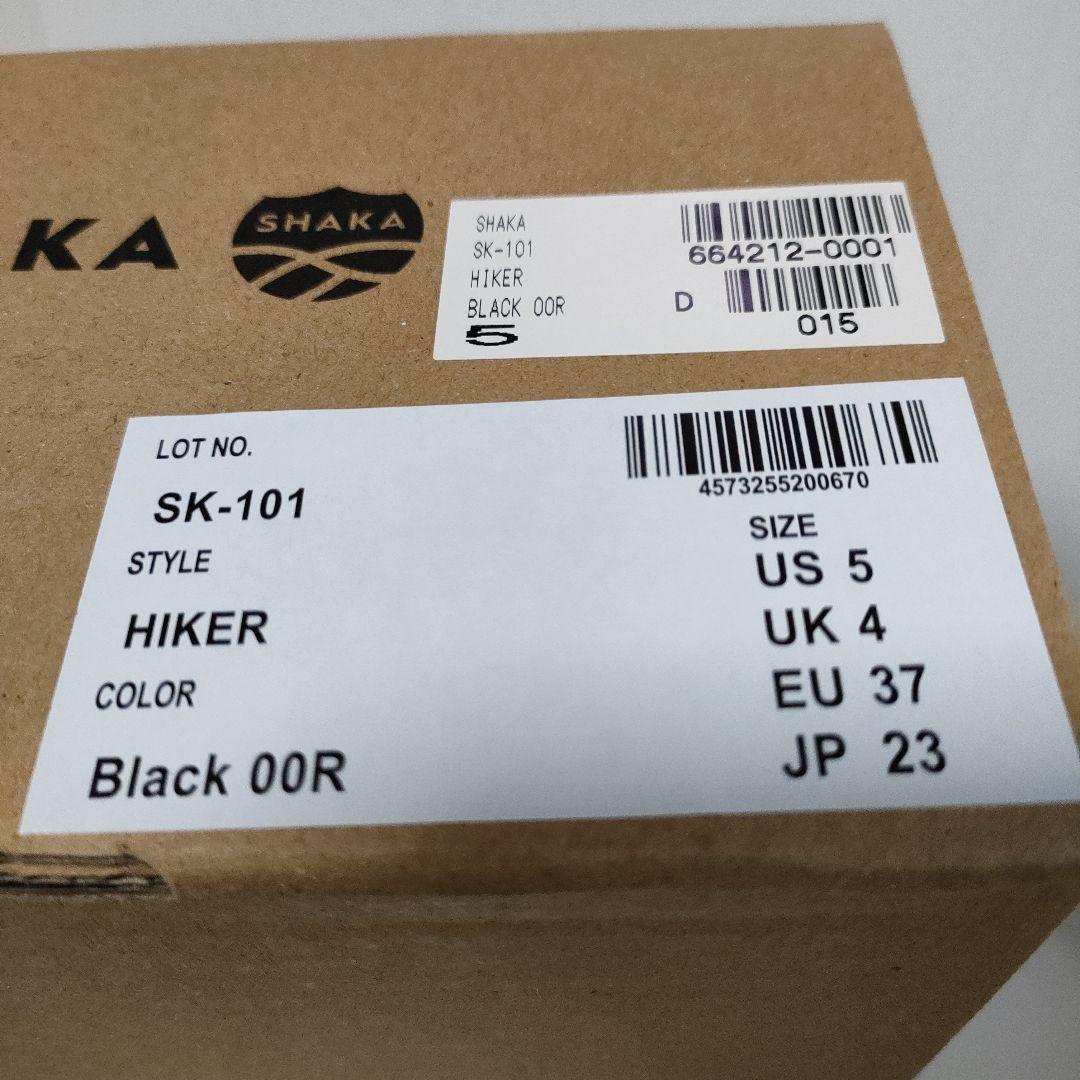 KA
SHAKA
SHAKA
SK-101
HIKER
BLACK 00R
5
664212-0001
D
015
LOT NO.
SK-101
STYLE
HIKER
COLOR
Black 00R
4573255200670
SIZE
US 5
UK 4
EU 37
JP 23